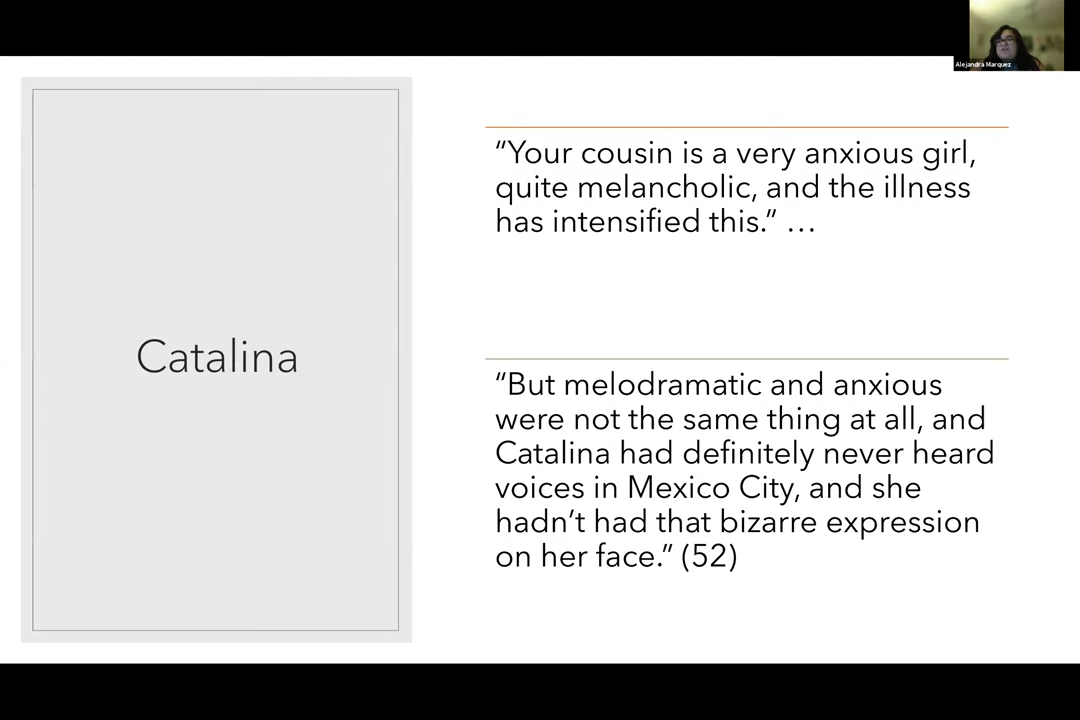 Alejandra Marquez
Catalina
“Your cousin is a very anxious girl,
quite melancholic, and the illness
has intensified this.” …
“But melodramatic and anxious
were not the same thing at all, and
Catalina had definitely never heard
voices in Mexico City, and she
hadn’t had that bizarre expression
on her face.” (52)